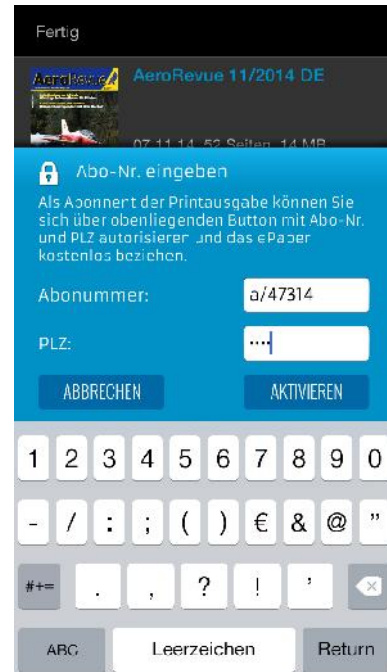 Fertig
AeroRevue
AeroRevue 11/2014 DE
07.11.14, 52 Seiten, 14 MB
Abo-Nr. eingeben
Als Abonnent der Printausgabe können Sie
sich über obenliegenden Button mit Abo-Nr.
und PLZ autorisieren und das ePaper
kostenlos beziehen.
Abonummer:
a/47314
PLZ:
····
ABBRECHEN
AKTIVIEREN
1 2 3 4 5 6 7 8 9 0
- / : ; ( ) € & @ "
#+= . , ? ! '
ABC Leerzeichen Return